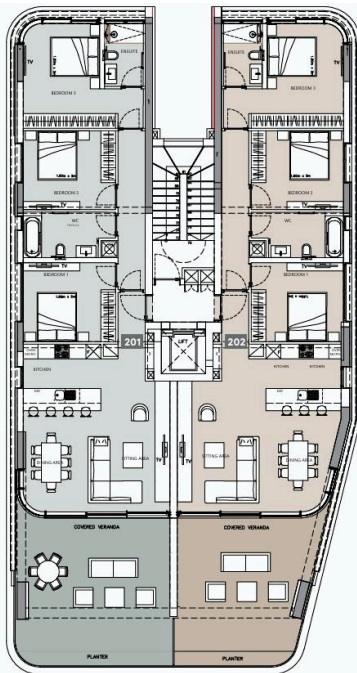 ENSUITE
ENSUITE
TV
TV
BEDROOM 3
BEDROOM 3
BEDROOM 2
BEDROOM 2
TV
TV
WC
WC
TV
TV
BEDROOM 1
BEDROOM 1
201
LIFT
202
KITCHEN
KITCHEN
KITCHEN
TV
TV
DINING AREA
SITTING AREA
SITTING AREA
DINING AREA
COVERED VERANDA
COVERED VERANDA
PLANTER
PLANTER